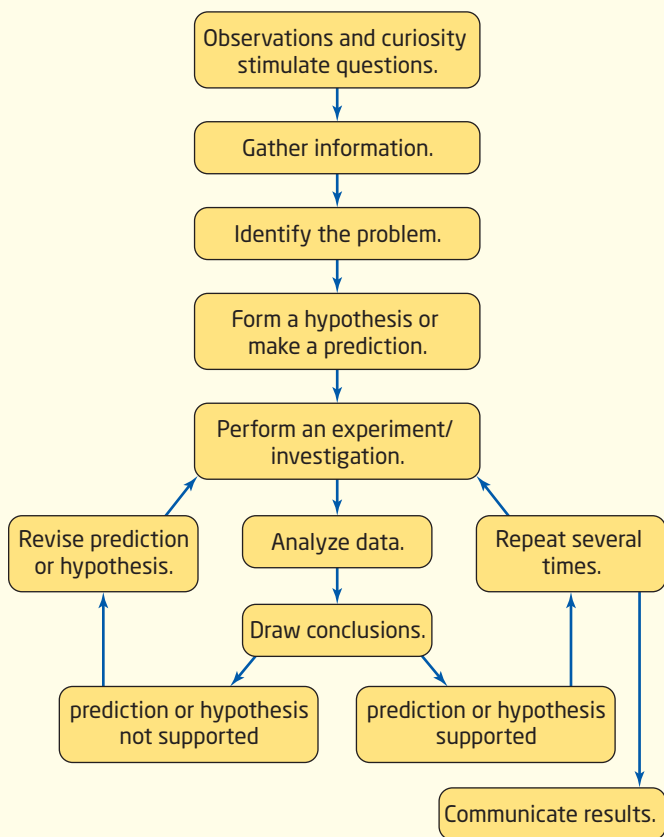 Observations and curiosity
stimulate questions.
Gather information.
Identify the problem.
Form a hypothesis or
make a prediction.
Perform an experiment/
investigation.
Revise prediction
or hypothesis.
Analyze data.
Repeat several
times.
Draw conclusions.
prediction or hypothesis
not supported
prediction or hypothesis
supported
Communicate results.